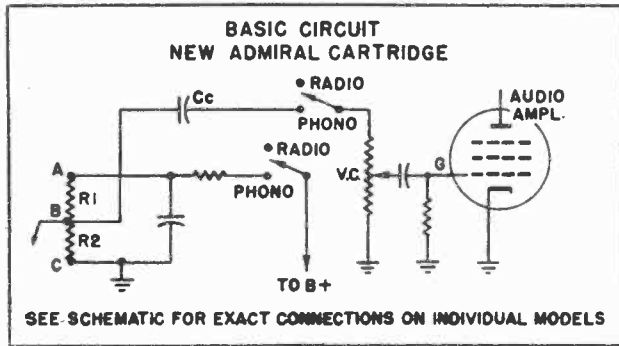 BASIC CIRCUIT
NEW ADMIRAL CARTRIDGE
RADIO
Cc
PHONO
AUDIO
AMPL.
RADIO
A
PHONO
V.C.
G
R1
B
R2
C
TO B+
SEE SCHEMATIC FOR EXACT CONNECTIONS ON INDIVIDUAL MODELS